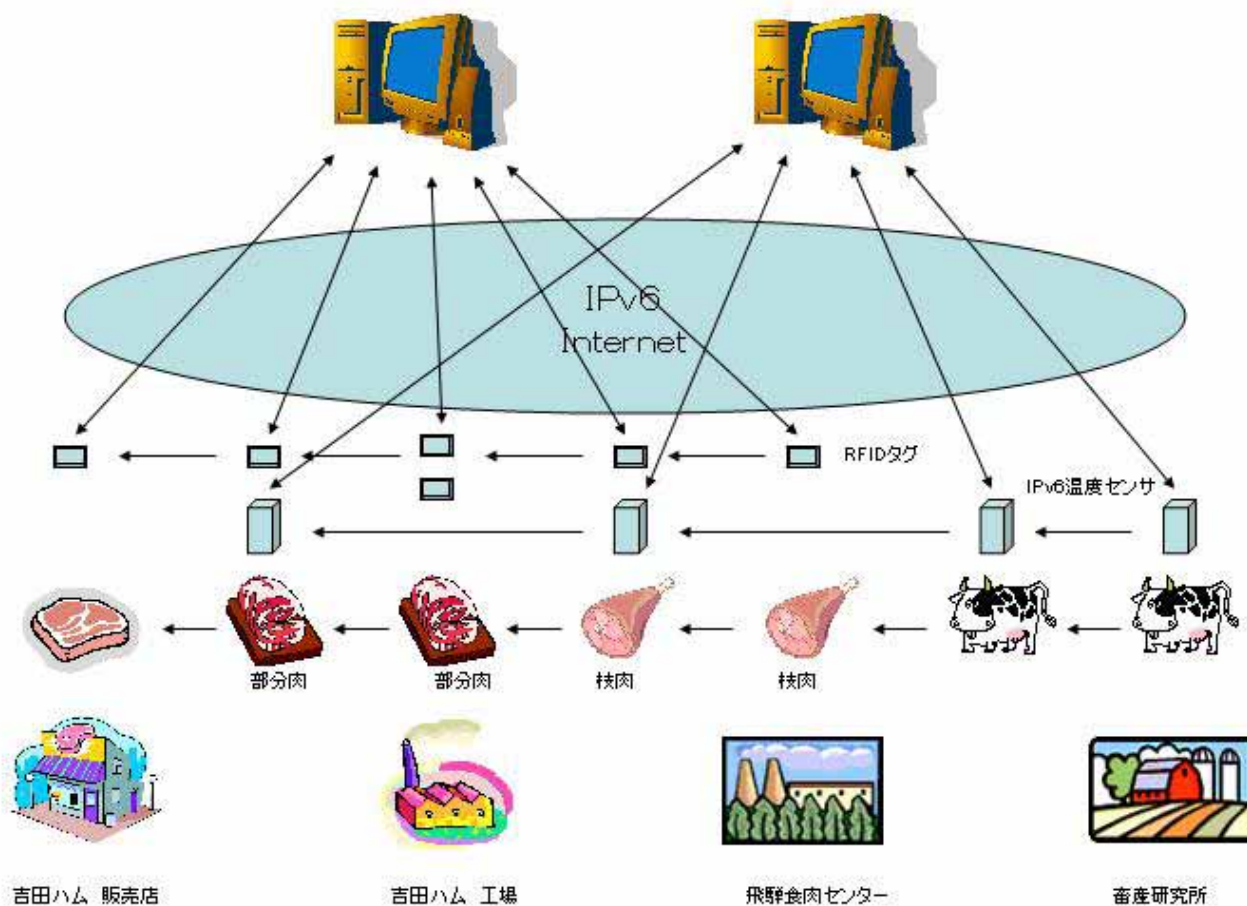 IPv6
Internet
RFIDタグ
IPv6温度センサ
部分肉
部分肉
枝肉
枝肉
吉田ハム 販売店
吉田ハム 工場
飛騨食肉センター
畜産研究所